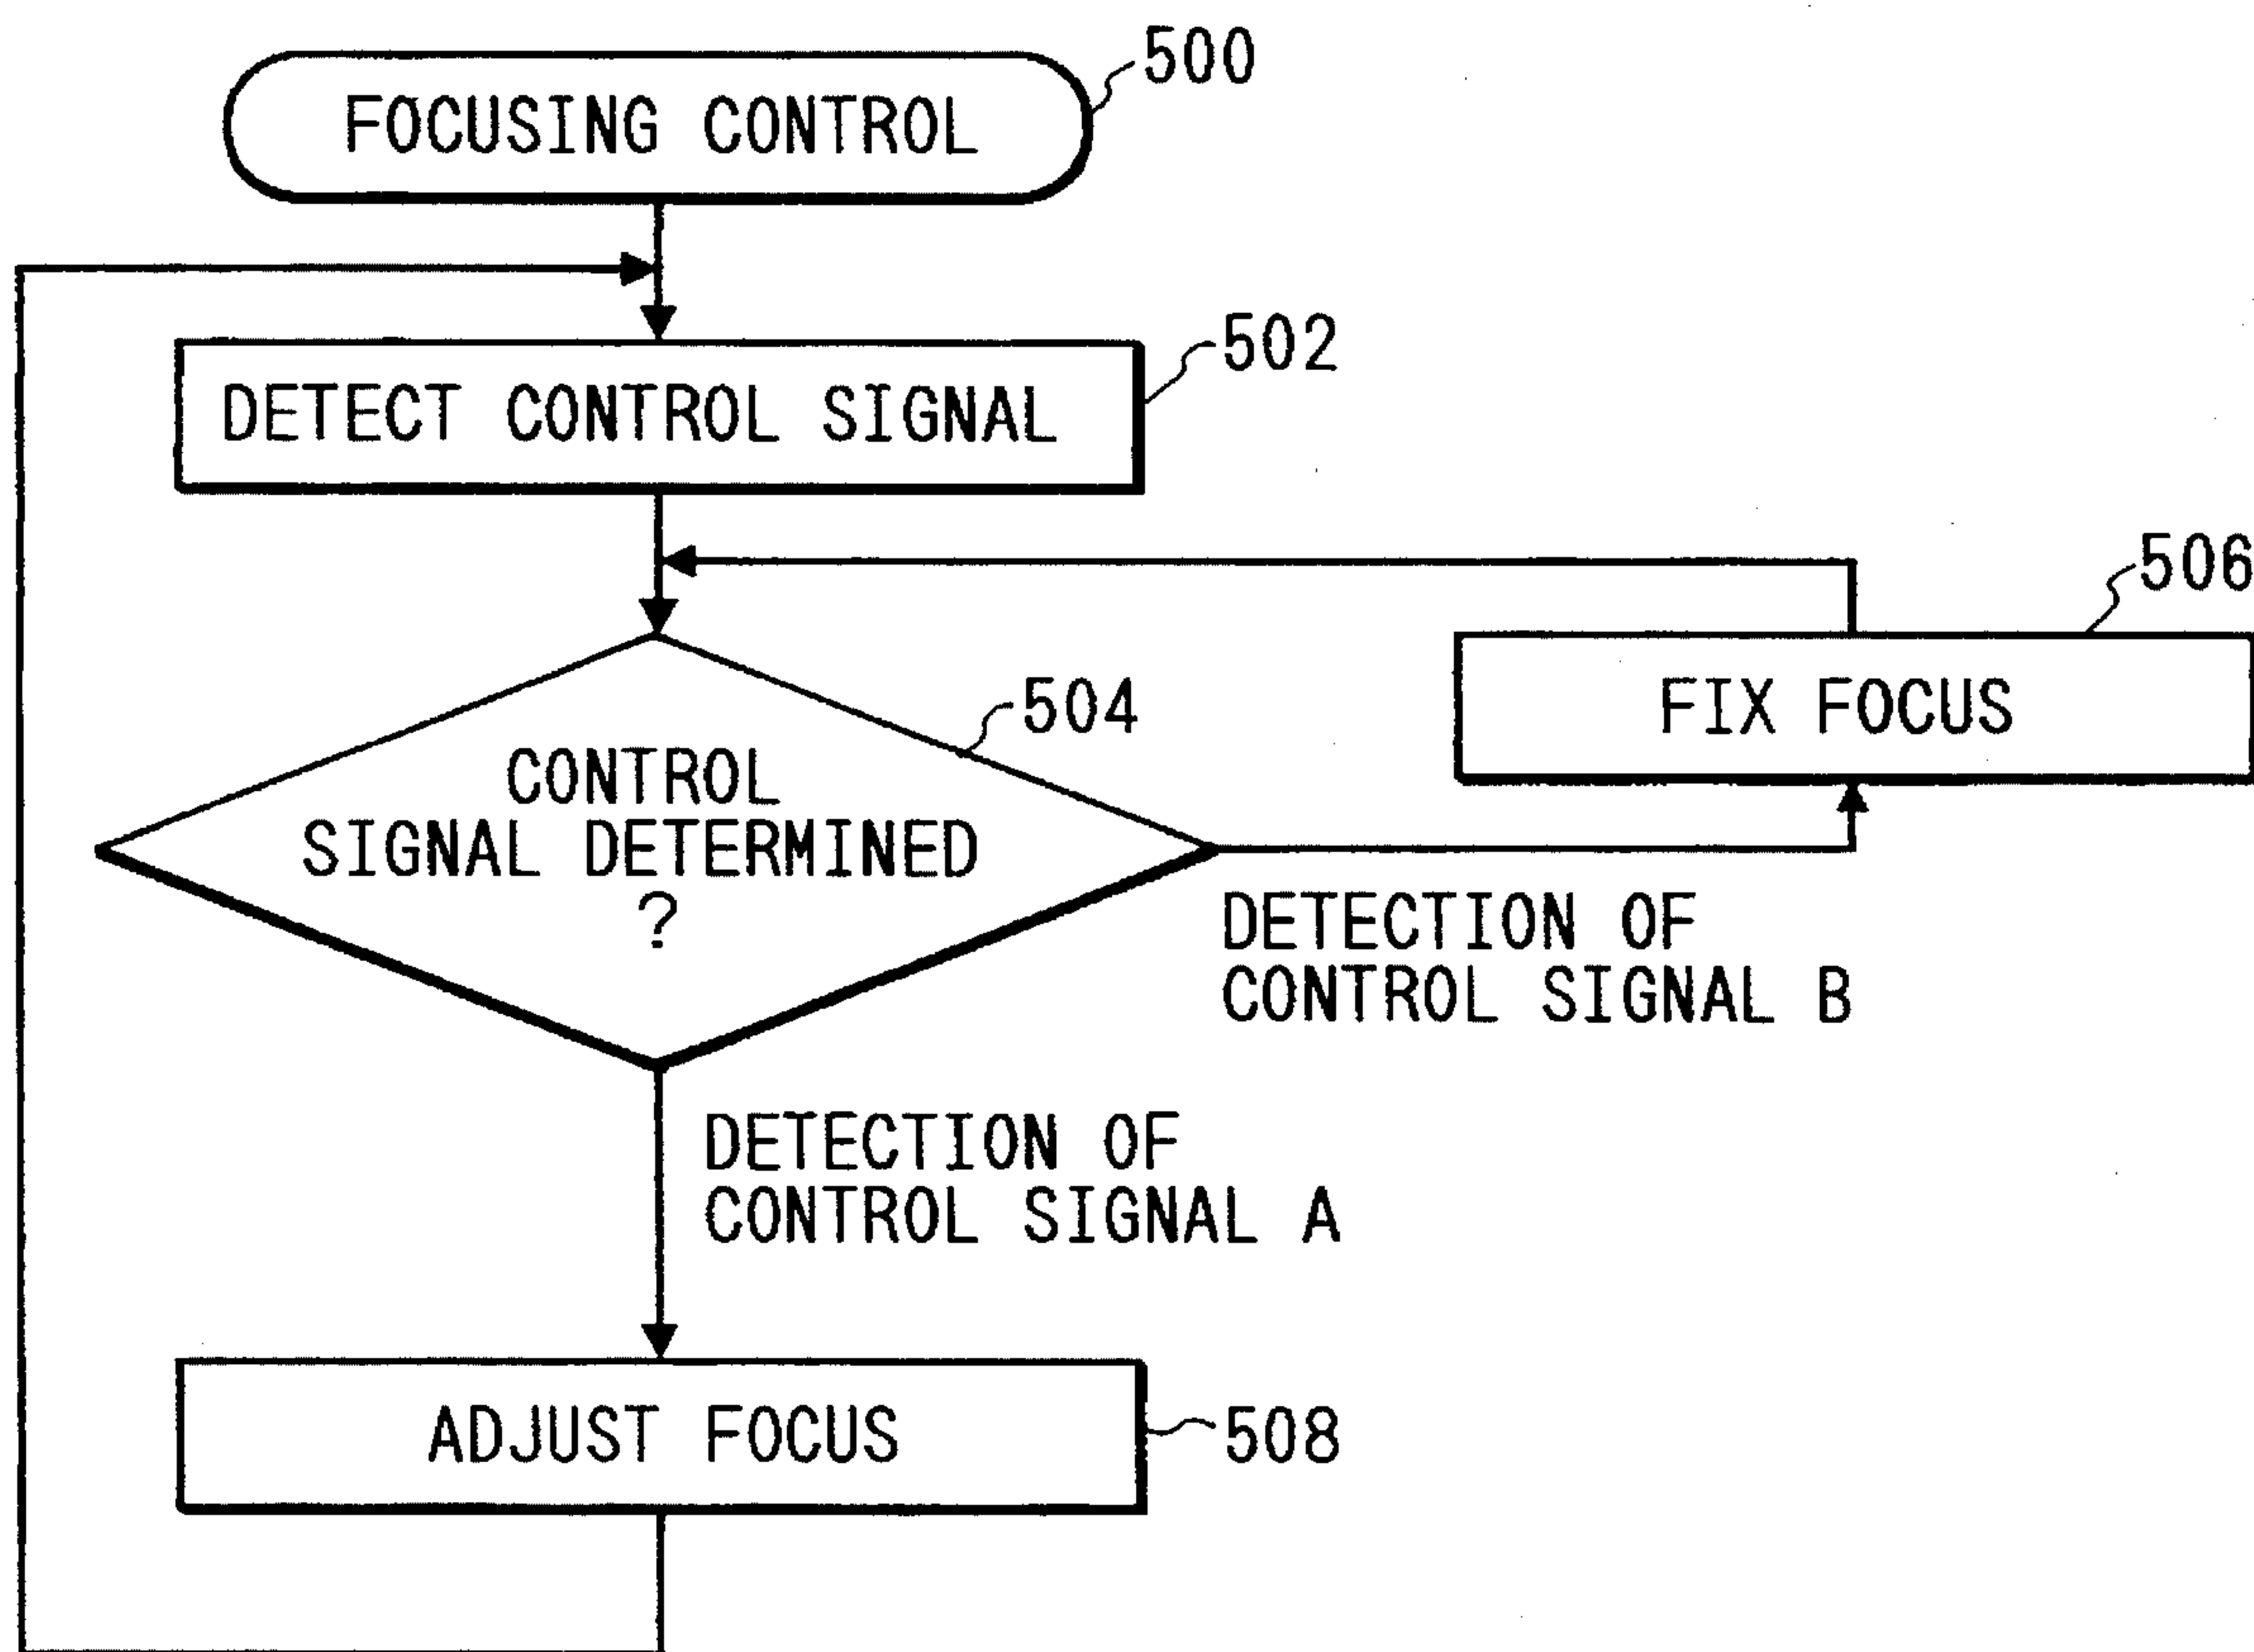 500
FOCUSING CONTROL
502
DETECT CONTROL SIGNAL
506
FIX FOCUS
504
CONTROL
SIGNAL DETERMINED
?
DETECTION OF
CONTROL SIGNAL B
DETECTION OF
CONTROL SIGNAL A
ADJUST FOCUS
508